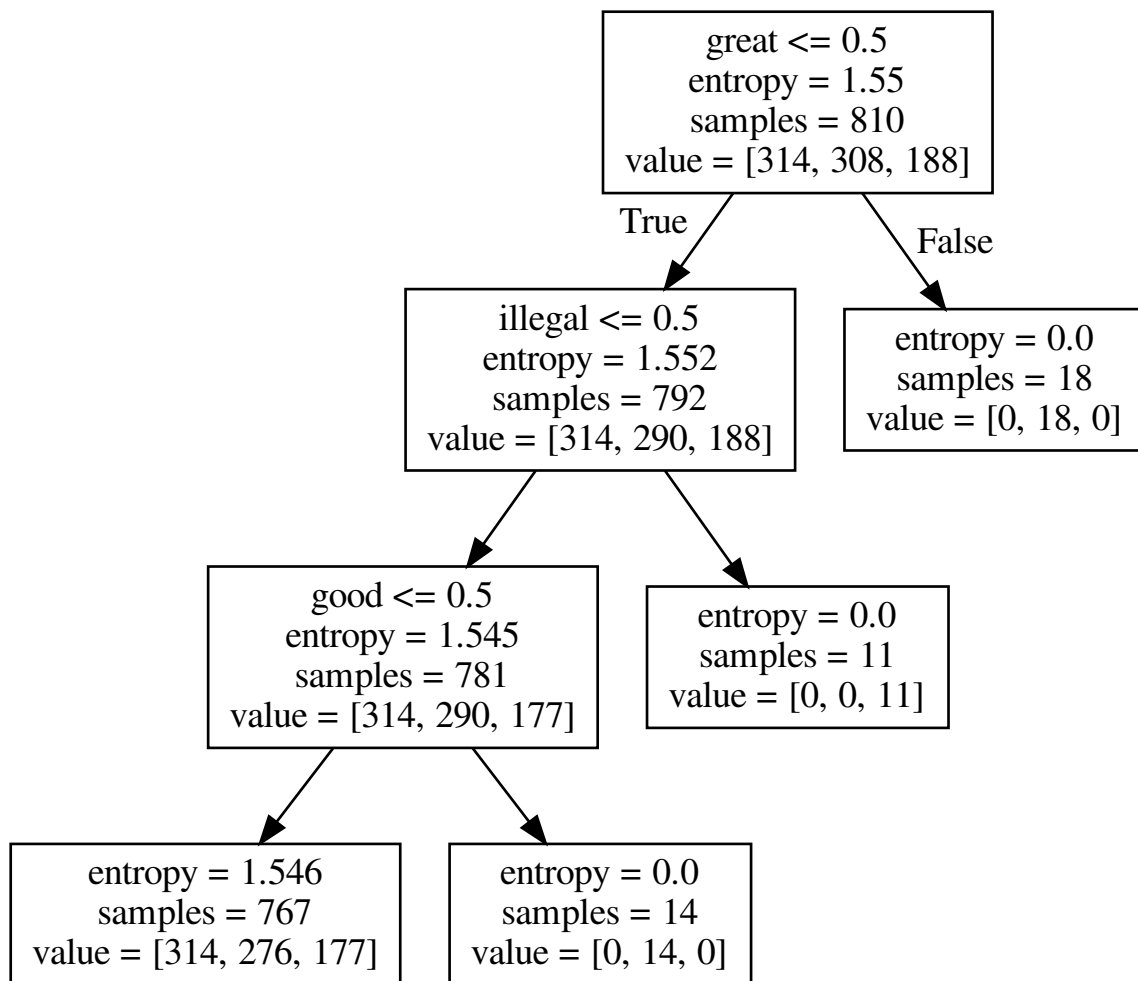 great <= 0.5
entropy = 1.55
samples = 810
value = [314, 308, 188]
True
False
illegal <= 0.5
entropy = 1.552
samples = 792
value = [314, 290, 188]
entropy = 0.0
samples = 18
value = [0, 18, 0]
good <= 0.5
entropy = 1.545
samples = 781
value = [314, 290, 177]
entropy = 0.0
samples = 11
value = [0, 0, 11]
entropy = 1.546
samples = 767
value = [314, 276, 177]
entropy = 0.0
samples = 14
value = [0, 14, 0]